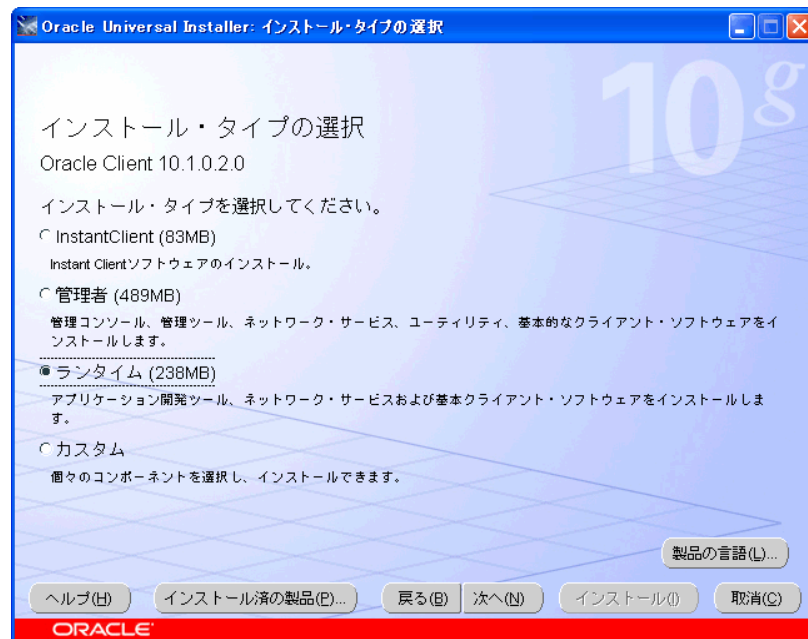 Oracle Universal Installer: インストール・タイプの選択
10g
インストール・タイプの選択
Oracle Client 10.1.0.2.0
インストール・タイプを選択してください。
InstantClient (83MB)
Instant Clientソフトウェアのインストール。
管理者 (489MB)
管理コンソール、管理ツール、ネットワーク・サービス、ユーティリティ、基本的なクライアント・ソフトウェアをイ
ンストールします。
ランタイム (238MB)
アプリケーション開発ツール、ネットワーク・サービスおよび基本クライアント・ソフトウェアをインストールしま
す。
カスタム
個々のコンポーネントを選択し、インストールできます。
製品の言語(L)...
ヘルプ(H) インストール済の製品(P)... 戻る(B) 次へ(N) インストール(I) 取消(C)
ORACLE